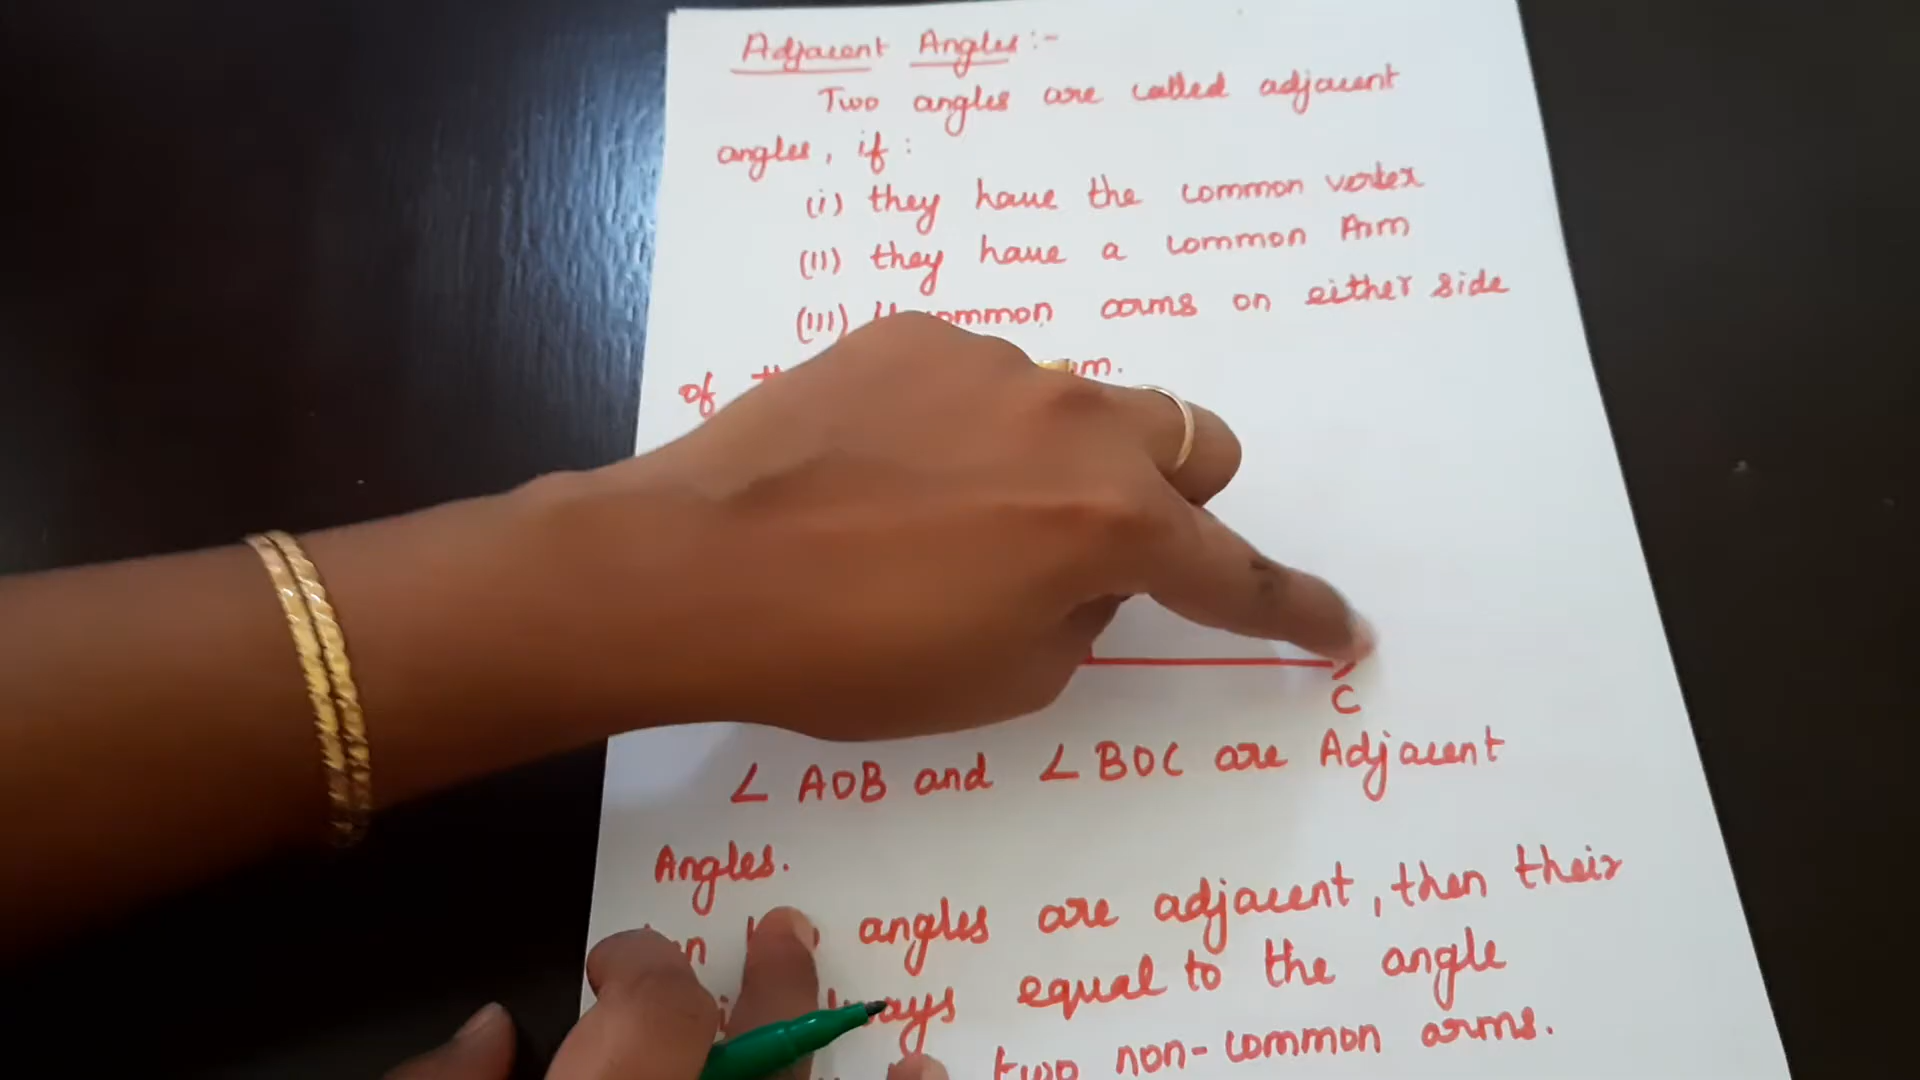 Adjacent Angles :-
Two angles are called adjacent
angles, if :
(i) they have the common vertex
(II) they have a common Arm
(III) common arms on either side
of
C
∠ AOB and ∠ BOC are Adjacent
Angles.
angles are adjacent, then their
equal to the angle
two non-common arms.